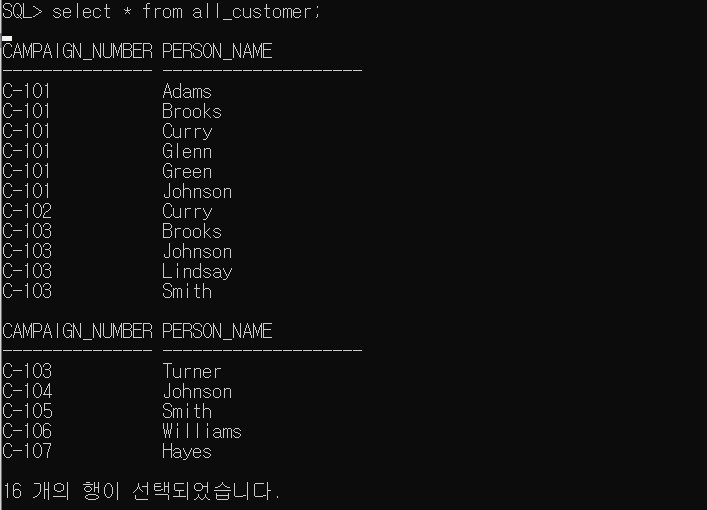 SQL> select * from all_customer;
CAMPAIGN_NUMBER PERSON_NAME
--------------- --------------------
C-101           Adams
C-101           Brooks
C-101           Curry
C-101           Glenn
C-101           Green
C-101           Johnson
C-102           Curry
C-103           Brooks
C-103           Johnson
C-103           Lindsay
C-103           Smith
CAMPAIGN_NUMBER PERSON_NAME
--------------- --------------------
C-103           Turner
C-104           Johnson
C-105           Smith
C-106           Williams
C-107           Hayes
16 개의 행이 선택되었습니다.